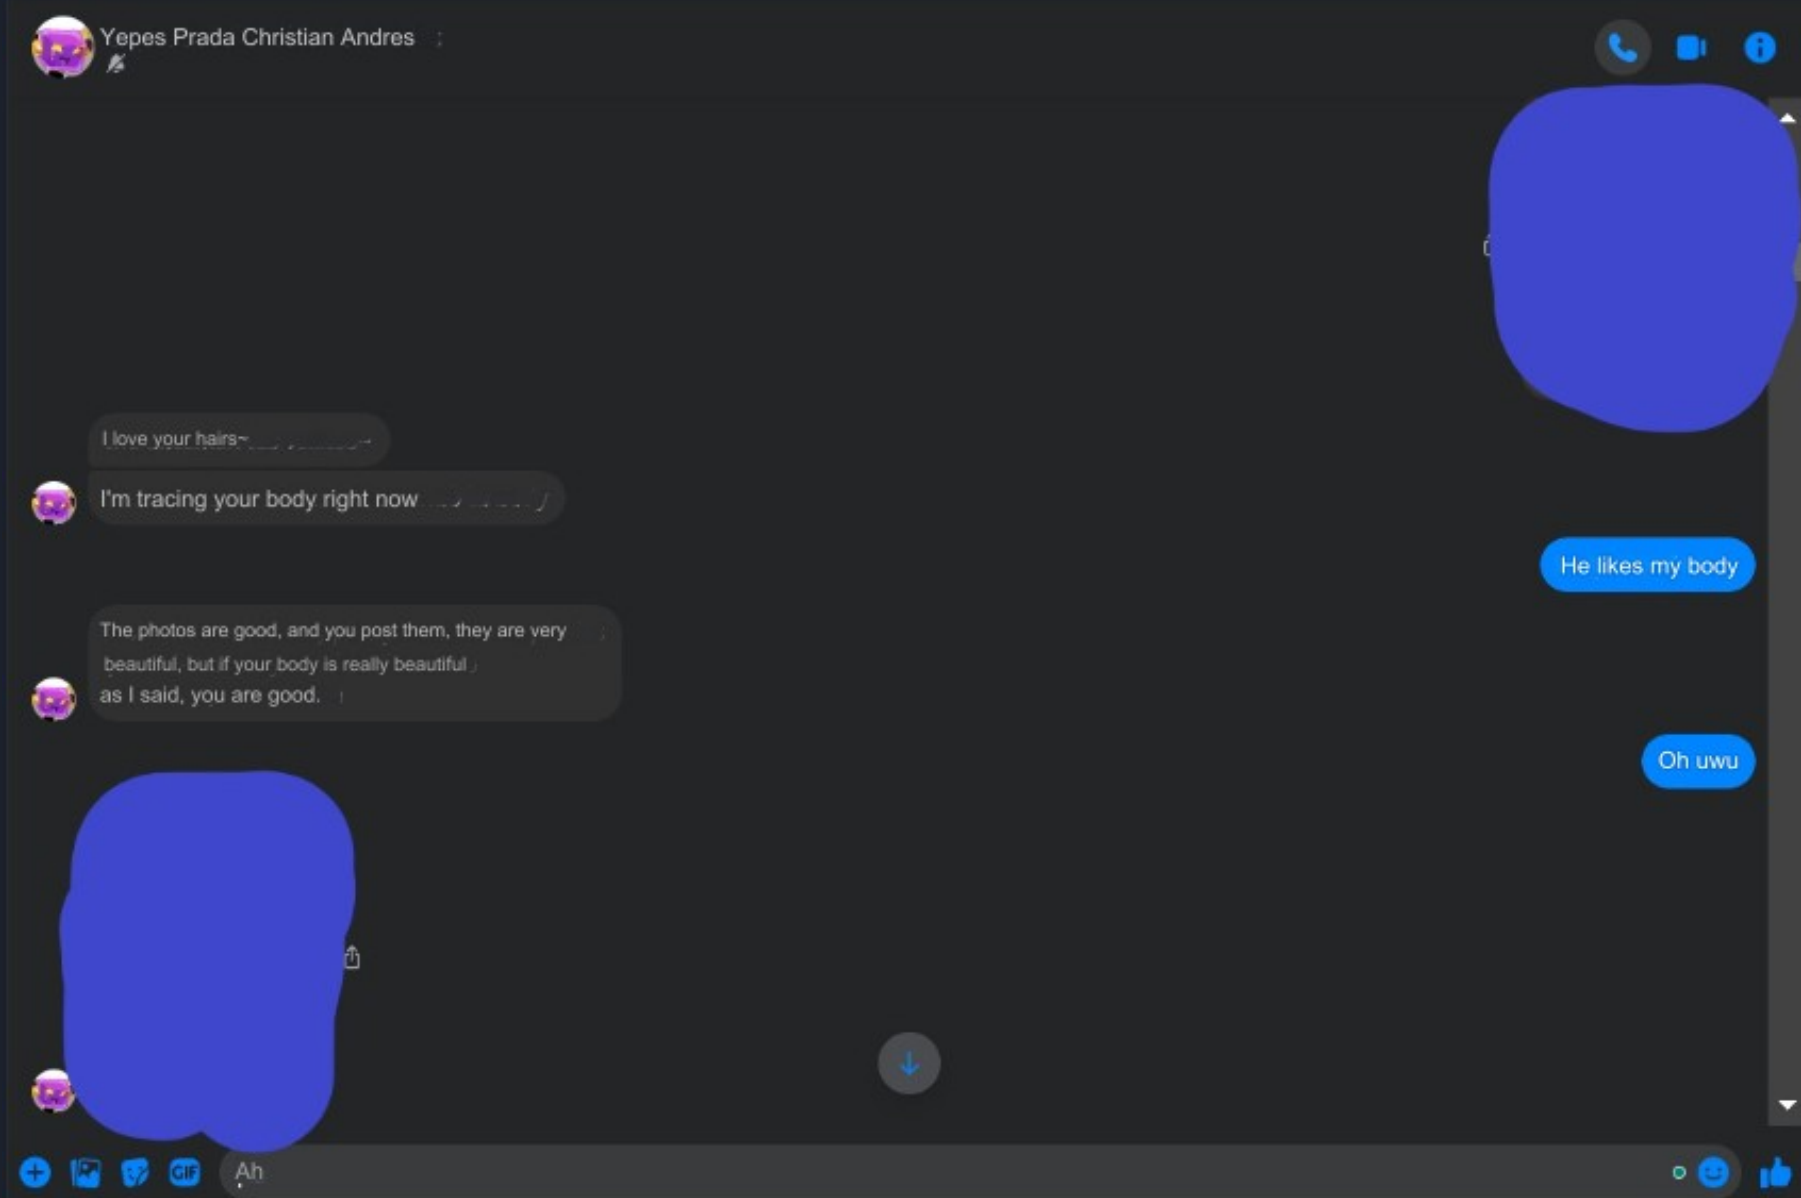 Yepes Prada Christian Andres
I love your hairs~
I'm tracing your body right now
He likes my body
The photos are good, and you post them, they are very
beautiful, but if your body is really beautiful
as I said, you are good.
Oh uwu
GIF
Ah